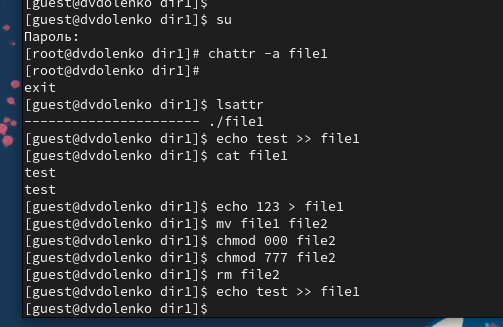 [guest@dvdolenko dir1]$
[guest@dvdolenko dir1]$ su
Пароль:
[root@dvdolenko dir1]# chattr -a file1
[root@dvdolenko dir1]#
exit
[guest@dvdolenko dir1]$ lsattr
---------------------- ./file1
[guest@dvdolenko dir1]$ echo test >> file1
[guest@dvdolenko dir1]$ cat file1
test
test
[guest@dvdolenko dir1]$ echo 123 > file1
[guest@dvdolenko dir1]$ mv file1 file2
[guest@dvdolenko dir1]$ chmod 000 file2
[guest@dvdolenko dir1]$ chmod 777 file2
[guest@dvdolenko dir1]$ rm file2
[guest@dvdolenko dir1]$ echo test >> file1
[guest@dvdolenko dir1]$